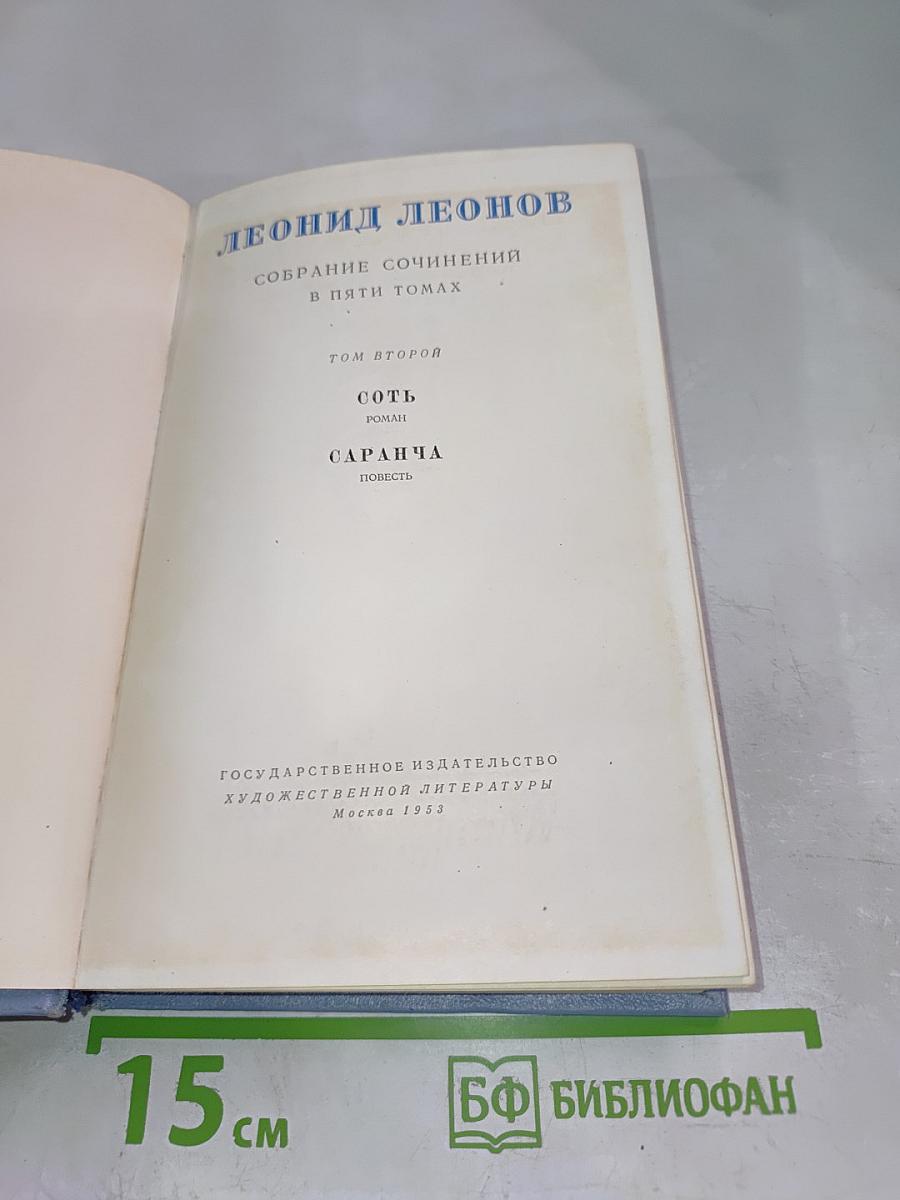 ЛЕОНИД ЛЕОНОВ
СОБРАНИЕ СОЧИНЕНИЙ
В ПЯТИ ТОМАХ
ТОМ ВТОРОЙ
СОТЬ
РОМАН
САРАНЧА
ПОВЕСТЬ
ГОСУДАРСТВЕННОЕ ИЗДАТЕЛЬСТВО
ХУДОЖЕСТВЕННОЙ ЛИТЕРАТУРЫ
Москва 1953
15 см
БФ БИБЛИОФАН